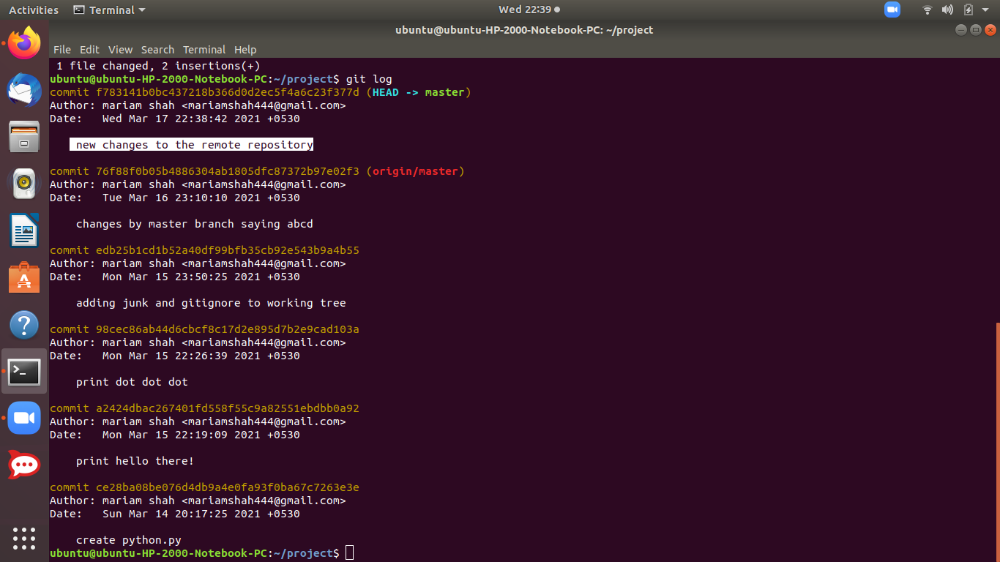 Activities Terminal Wed 22:39
ubuntu@ubuntu-HP-2000-Notebook-PC: ~/project
File Edit View Search Terminal Help
1 file changed, 2 insertions(+)
ubuntu@ubuntu-HP-2000-Notebook-PC:~/project$ git log
commit f783141b0bc437218b366d0d2ec5f4a6c23f377d (HEAD -> master)
Author: mariam shah <mariamshah444@gmail.com>
Date:   Wed Mar 17 22:38:42 2021 +0530
new changes to the remote repository
commit 76f88f0b05b4886304ab1805dfc87372b97e02f3 (origin/master)
Author: mariam shah <mariamshah444@gmail.com>
Date:   Tue Mar 16 23:10:10 2021 +0530
changes by master branch saying abcd
commit edb25b1cd1b52a40df99bfb35cb92e543b9a4b55
Author: mariam shah <mariamshah444@gmail.com>
Date:   Mon Mar 15 23:50:25 2021 +0530
adding junk and gitignore to working tree
commit 98cec86ab44d6cbcf8c17d2e895d7b2e9cad103a
Author: mariam shah <mariamshah444@gmail.com>
Date:   Mon Mar 15 22:26:39 2021 +0530
print dot dot dot
commit a2424dbac267401fd558f55c9a82551ebdbb0a92
Author: mariam shah <mariamshah444@gmail.com>
Date:   Mon Mar 15 22:19:09 2021 +0530
print hello there!
commit ce28ba08be076d4db9a4e0fa93f0ba67c7263e3e
Author: mariam shah <mariamshah444@gmail.com>
Date:   Sun Mar 14 20:17:25 2021 +0530
create python.py
ubuntu@ubuntu-HP-2000-Notebook-PC:~/project$